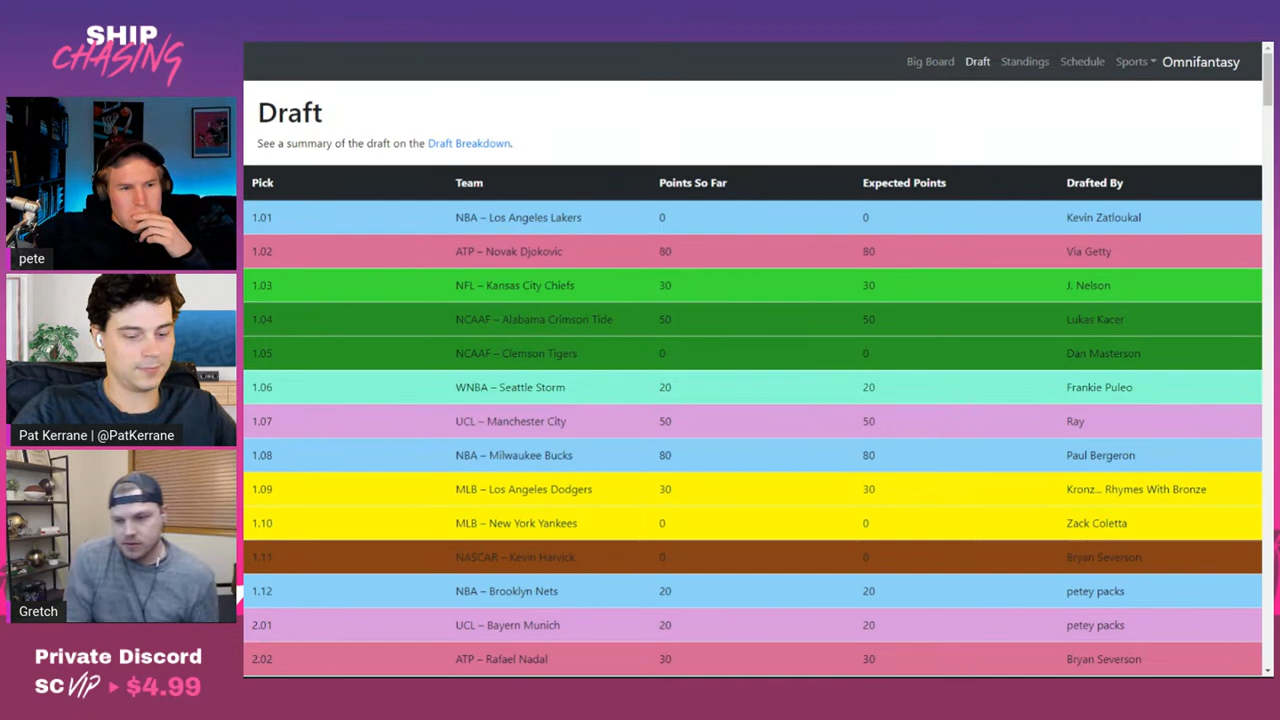 SHIP
CHASING
pete
Pat Kerrane | @PatKerrane
Gretch
Private Discord
SC VIP ▸ $4.99
Big Board Draft Standings Schedule Sports Omnifantasy
Draft
See a summary of the draft on the Draft Breakdown.
Pick Team Points So Far Expected Points Drafted By
1.01 NBA – Los Angeles Lakers 0 0 Kevin Zatloukal
1.02 ATP – Novak Djokovic 80 80 Via Getty
1.03 NFL – Kansas City Chiefs 30 30 J. Nelson
1.04 NCAAF – Alabama Crimson Tide 50 50 Lukas Kacer
1.05 NCAAF – Clemson Tigers 0 0 Dan Masterson
1.06 WNBA – Seattle Storm 20 20 Frankie Puleo
1.07 UCL – Manchester City 50 50 Ray
1.08 NBA – Milwaukee Bucks 80 80 Paul Bergeron
1.09 MLB – Los Angeles Dodgers 30 30 Kronz... Rhymes With Bronze
1.10 MLB – New York Yankees 0 0 Zack Coletta
1.11 NASCAR – Kevin Harvick 0 0 Bryan Severson
1.12 NBA – Brooklyn Nets 20 20 petey packs
2.01 UCL – Bayern Munich 20 20 petey packs
2.02 ATP – Rafael Nadal 30 30 Bryan Severson